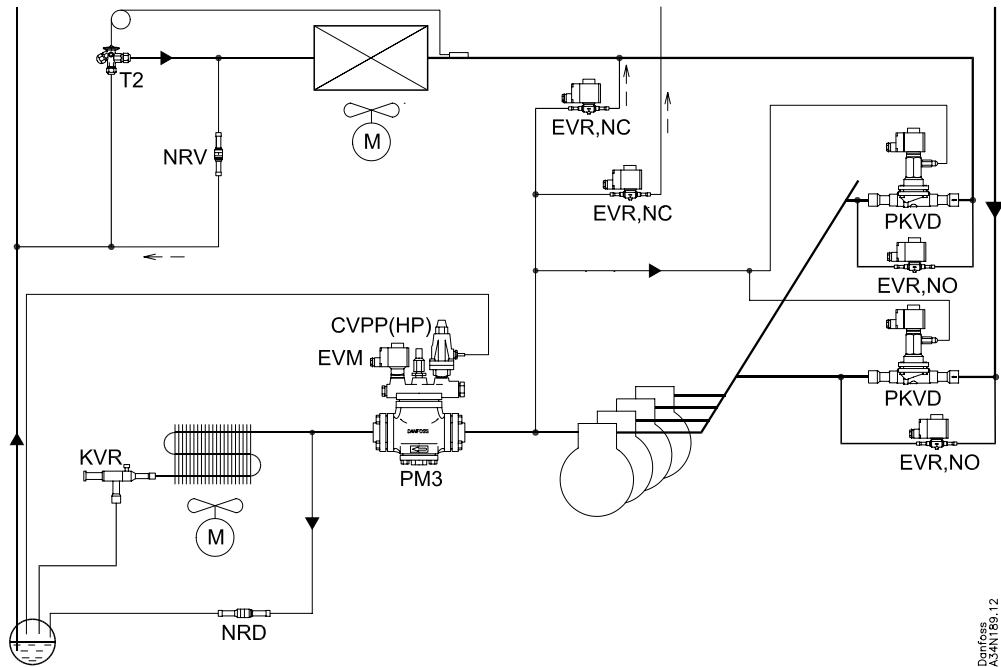 T2
M
NRV
EVR,NC
EVR,NC
PKVD
EVR,NO
CVPP(HP)
EVM
DANFOSS
PKVD
KVR
PM3
EVR,NO
M
NRD
Danfoss
A34N189.12